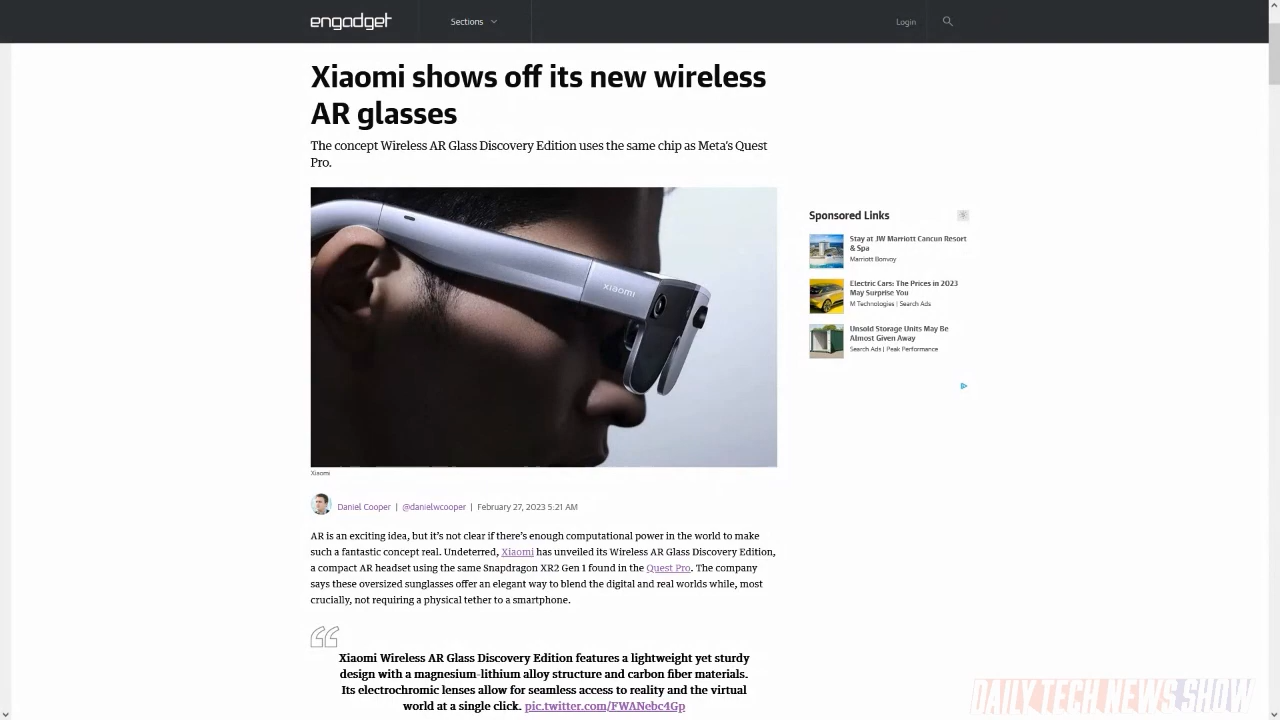 engadget
Sections
Login
Xiaomi shows off its new wireless
AR glasses
The concept Wireless AR Glass Discovery Edition uses the same chip as Meta's Quest
Pro.
xiaomi
Xiaomi
Sponsored Links
Stay at JW Marriott Cancun Resort
& Spa
Marriott Bonvoy
Electric Cars: The Prices in 2023
May Surprise You
M Technologies | Search Ads
Unsold Storage Units May Be
Almost Given Away
Search Ads | Peak Performance
Daniel Cooper | @danielwcooper | February 27, 2023 5:21 AM
AR is an exciting idea, but it's not clear if there's enough computational power in the world to make
such a fantastic concept real. Undeterred, Xiaomi has unveiled its Wireless AR Glass Discovery Edition,
a compact AR headset using the same Snapdragon XR2 Gen 1 found in the Quest Pro. The company
says these oversized sunglasses offer an elegant way to blend the digital and real worlds while, most
crucially, not requiring a physical tether to a smartphone.
Xiaomi Wireless AR Glass Discovery Edition features a lightweight yet sturdy
design with a magnesium-lithium alloy structure and carbon fiber materials.
Its electrochromic lenses allow for seamless access to reality and the virtual
world at a single click. pic.twitter.com/FWANebc4Gp
DAILY TECH NEWS SHOW